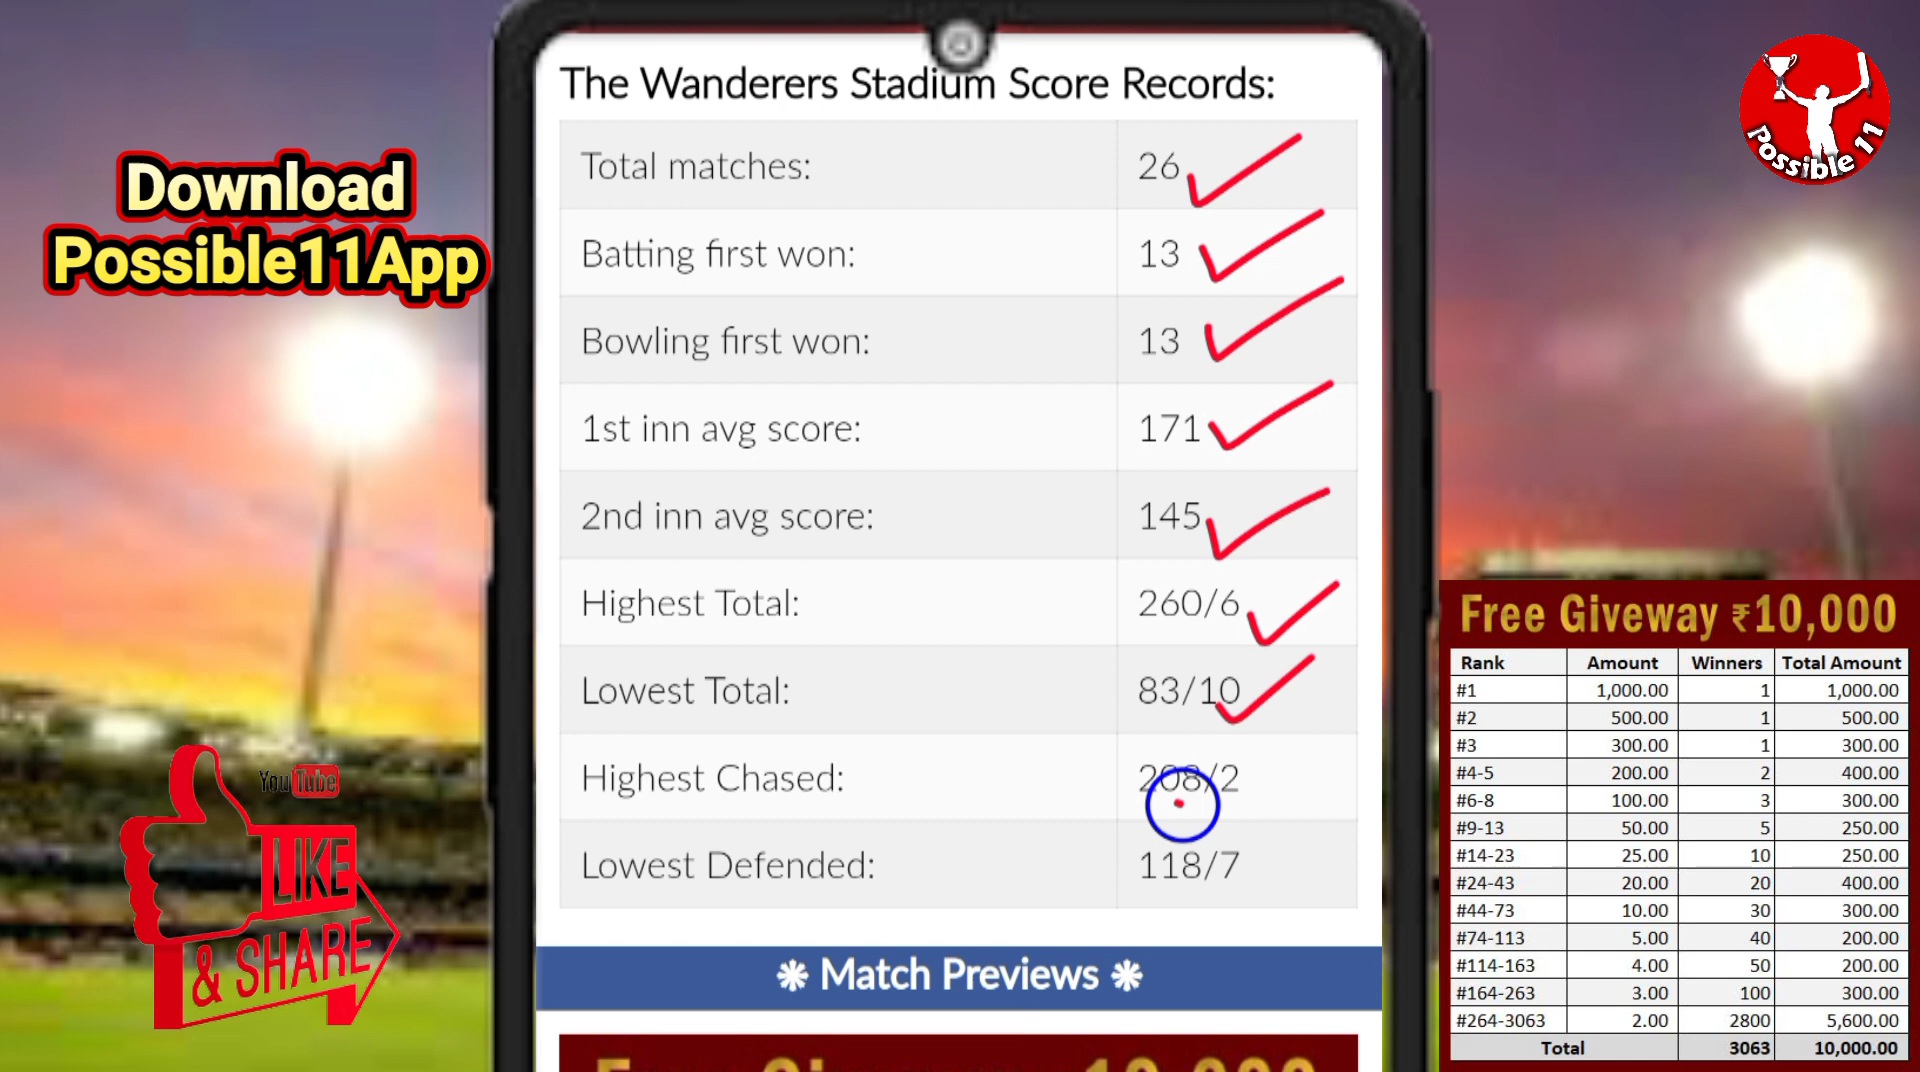 Download
Possible11App
The Wanderers Stadium Score Records:
Total matches: 26
Batting first won: 13
Bowling first won: 13
1st inn avg score: 171
2nd inn avg score: 145
Highest Total: 260/6
Lowest Total: 83/10
Highest Chased: 208/2
Lowest Defended: 118/7
❋ Match Previews ❋
YouTube
LIKE
& SHARE
Possible 11
Free Giveway ₹10,000
Rank Amount Winners Total Amount
#1 1,000.00 1 1,000.00
#2 500.00 1 500.00
#3 300.00 1 300.00
#4-5 200.00 2 400.00
#6-8 100.00 3 300.00
#9-13 50.00 5 250.00
#14-23 25.00 10 250.00
#24-43 20.00 20 400.00
#44-73 10.00 30 300.00
#74-113 5.00 40 200.00
#114-163 4.00 50 200.00
#164-263 3.00 100 300.00
#264-3063 2.00 2800 5,600.00
Total 3063 10,000.00